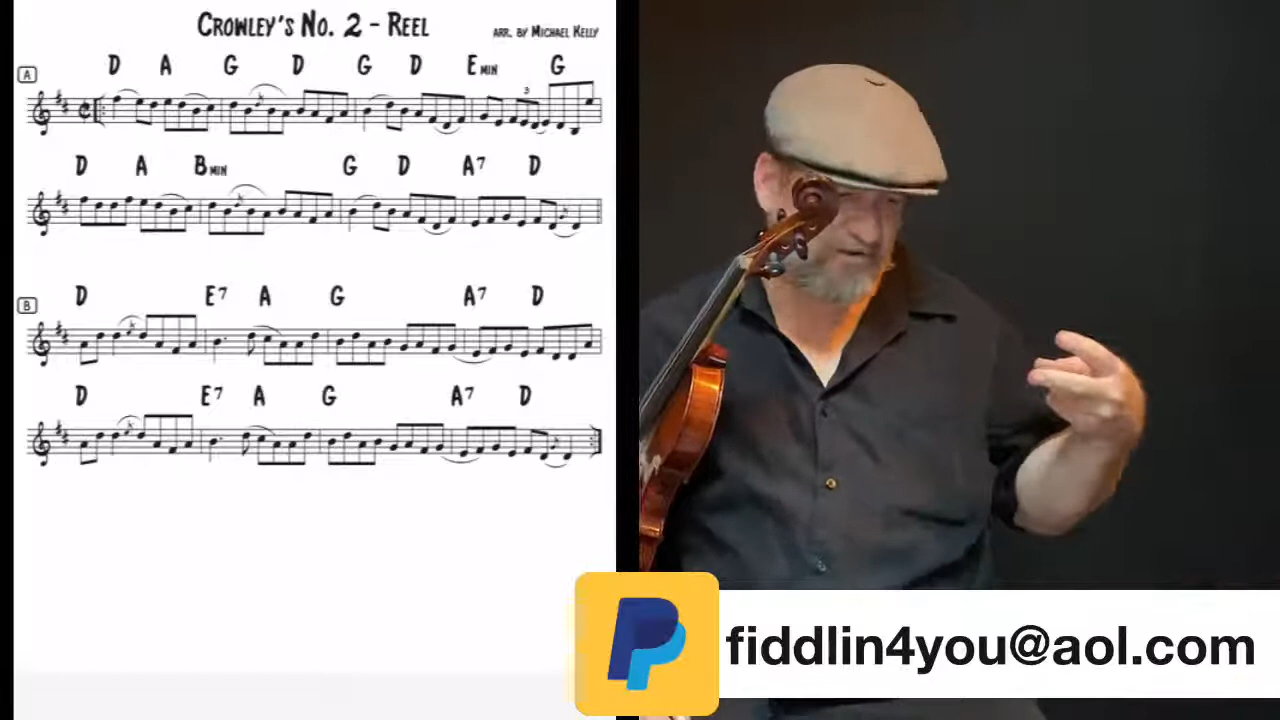 Crowley's No. 2 - Reel
arr. by Michael Kelly
A
D A G D G D Emin G
3
D A Bmin G D A7 D
B
D E7 A G A7 D
D E7 A G A7 D
fiddlin4you@aol.com